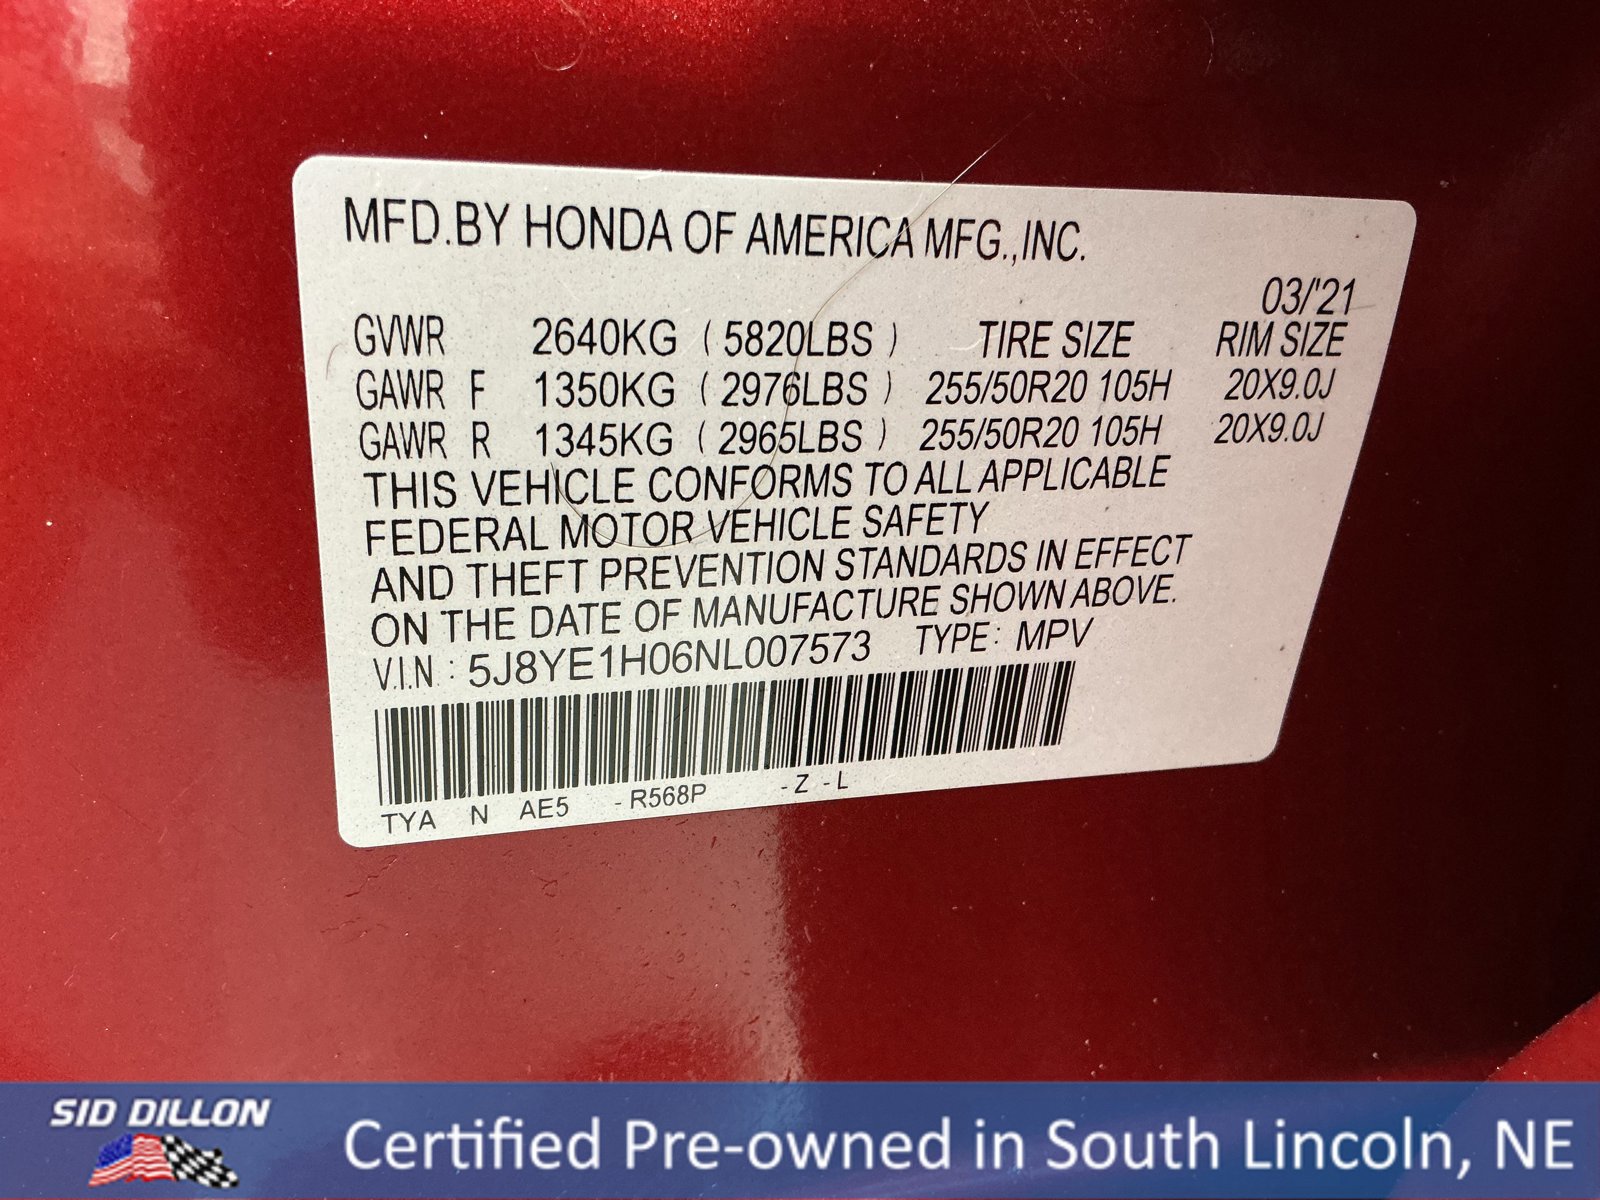 MFD.BY HONDA OF AMERICA MFG.,INC.
03/'21
GVWR 2640KG ( 5820LBS ) TIRE SIZE RIM SIZE
GAWR F 1350KG ( 2976LBS ) 255/50R20 105H 20X9.0J
GAWR R 1345KG ( 2965LBS ) 255/50R20 105H 20X9.0J
THIS VEHICLE CONFORMS TO ALL APPLICABLE
FEDERAL MOTOR VEHICLE SAFETY
AND THEFT PREVENTION STANDARDS IN EFFECT
ON THE DATE OF MANUFACTURE SHOWN ABOVE.
V.I.N : 5J8YE1H06NL007573 TYPE: MPV
TYA N AE5 -R568P -Z -L
SID DILLON
Certified Pre-owned in South Lincoln, NE